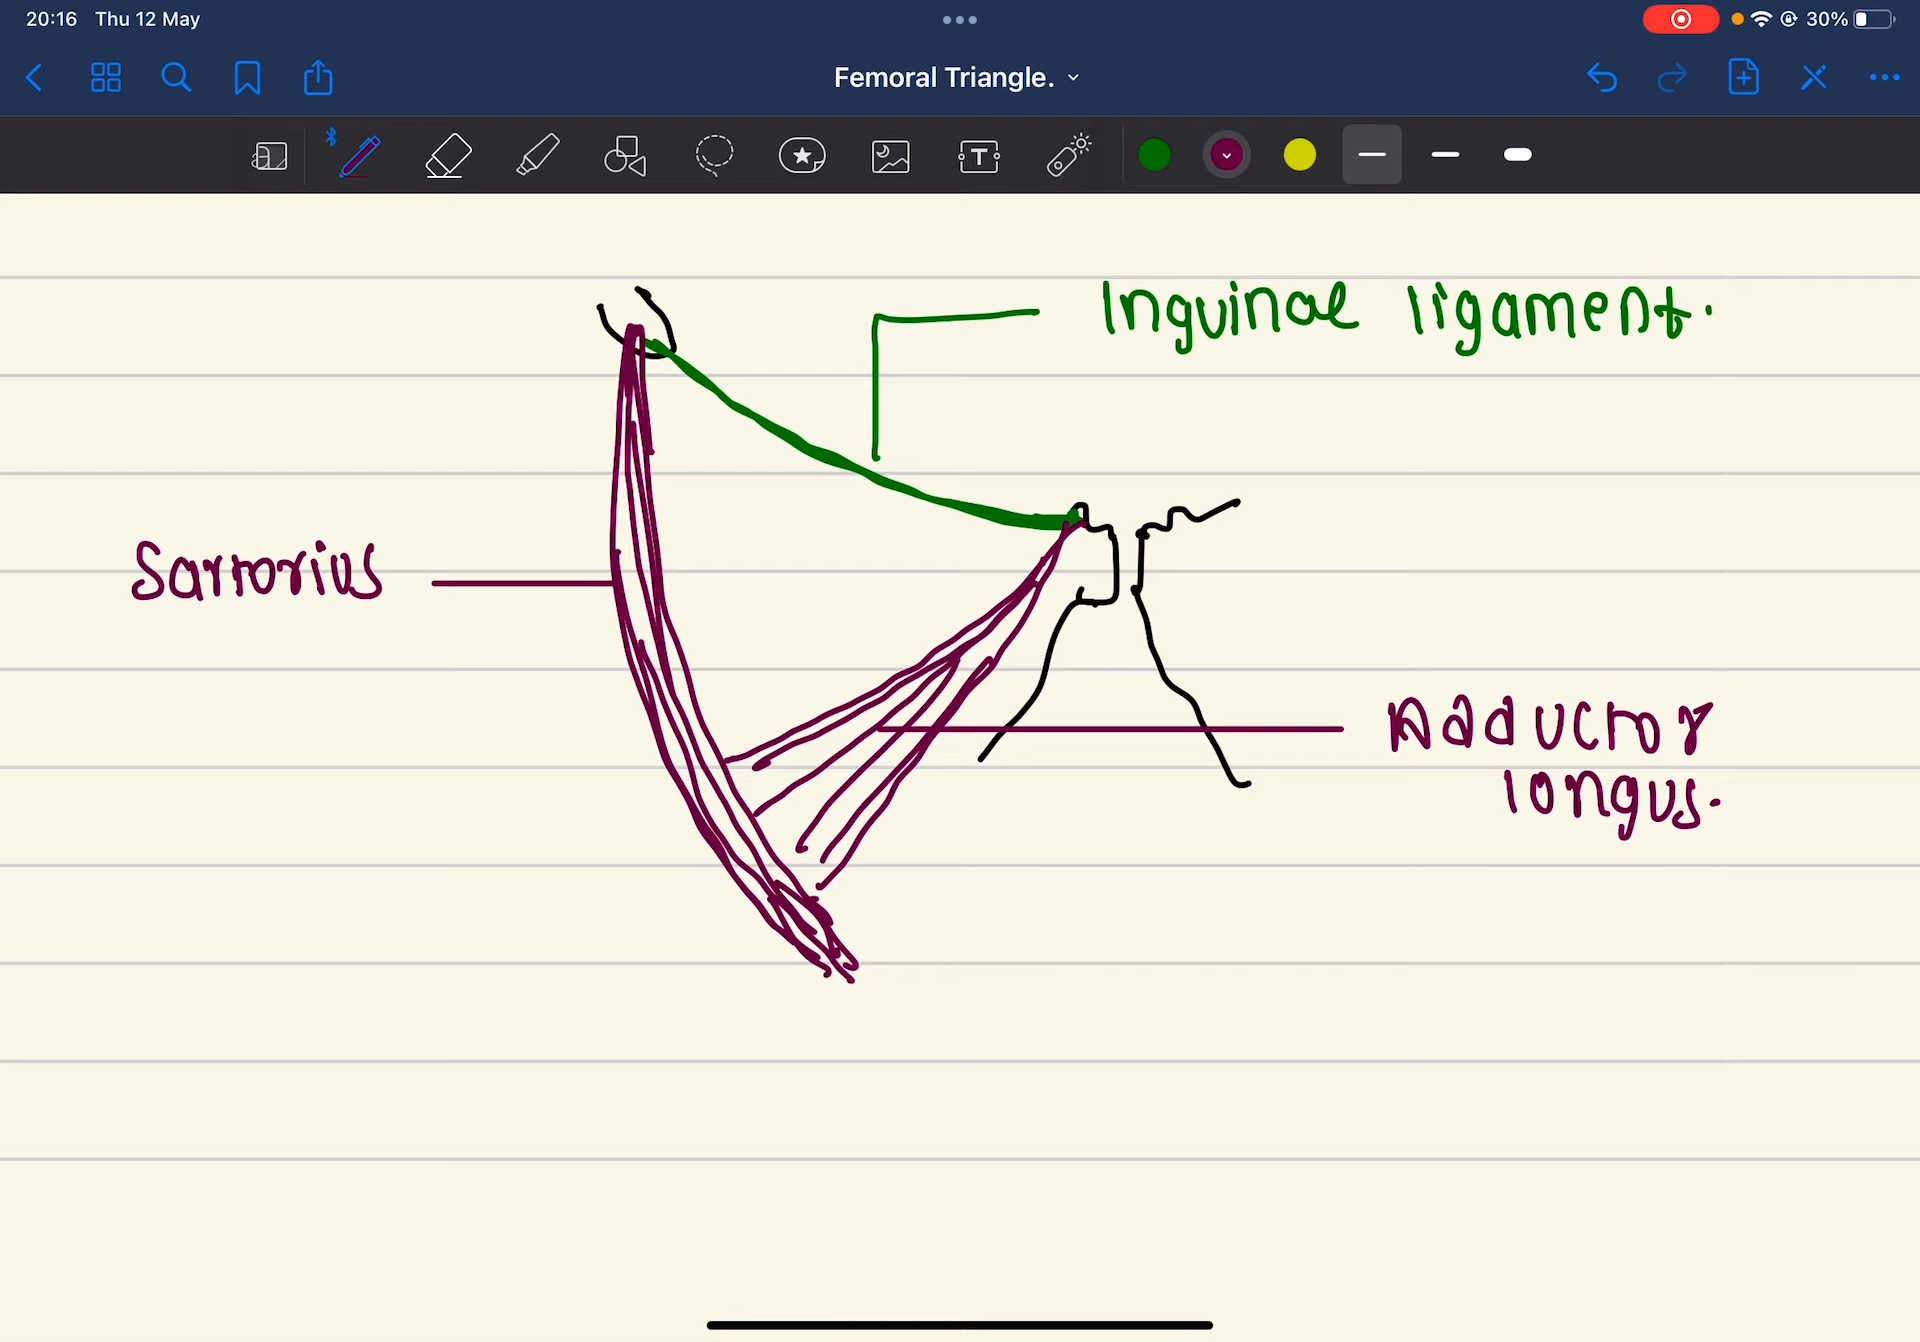 20:16 Thu 12 May
30%
Femoral Triangle.
T
Inguinal ligament.
Sartorius
Adductor
longus.